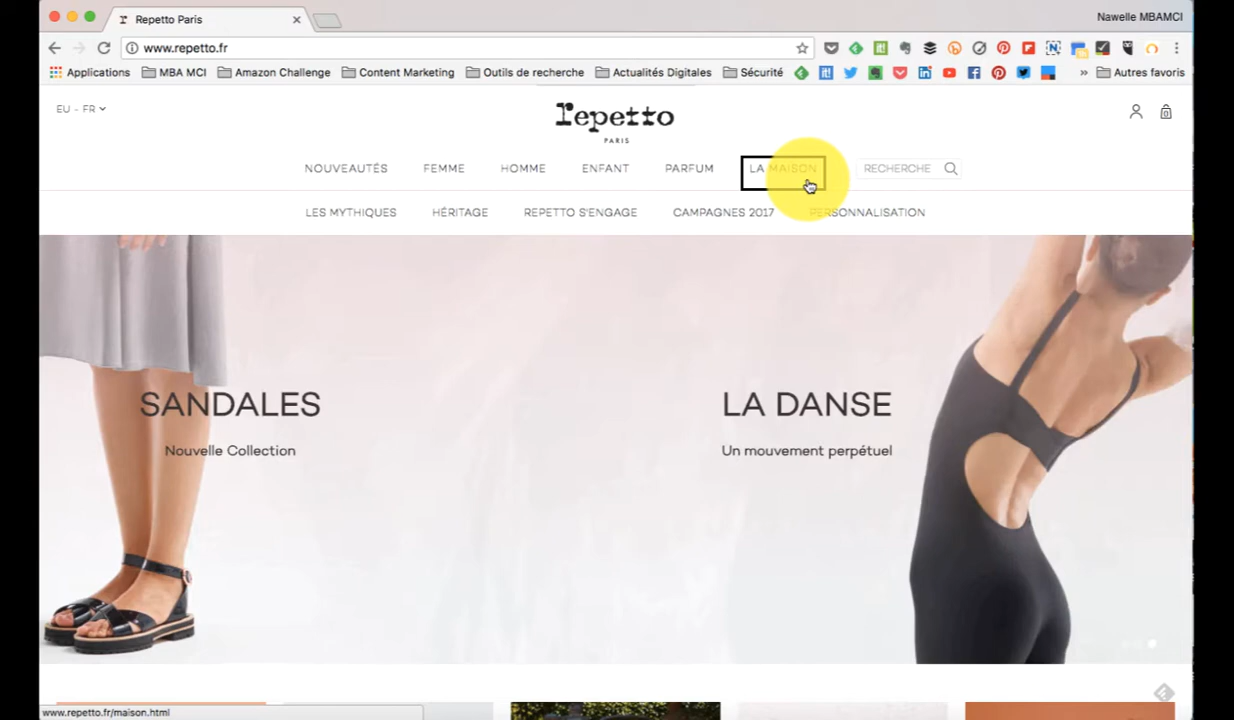 Repetto Paris
Nawelle MBAMCI
www.repetto.fr
Applications MBA MCI Amazon Challenge Content Marketing Outils de recherche Actualités Digitales Sécurité » Autres favoris
EU - FR
repetto
PARIS
0
NOUVEAUTÉS FEMME HOMME ENFANT PARFUM LA MAISON RECHERCHE
LES MYTHIQUES HÉRITAGE REPETTO S'ENGAGE CAMPAGNES 2017 PERSONNALISATION
SANDALES
Nouvelle Collection
LA DANSE
Un mouvement perpétuel
www.repetto.fr/maison.html